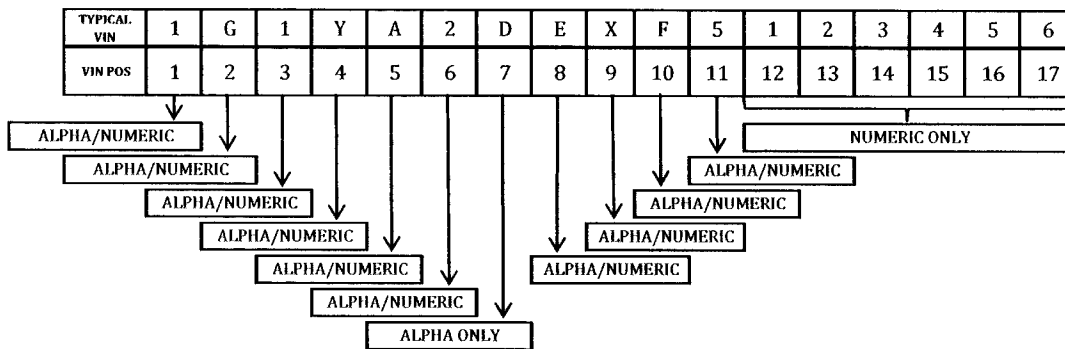 TYPICAL VIN 1 G 1 Y A 2 D E X F 5 1 2 3 4 5 6
VIN POS 1 2 3 4 5 6 7 8 9 10 11 12 13 14 15 16 17
ALPHA/NUMERIC NUMERIC ONLY
ALPHA/NUMERIC ALPHA/NUMERIC
ALPHA/NUMERIC ALPHA/NUMERIC
ALPHA/NUMERIC ALPHA/NUMERIC
ALPHA/NUMERIC ALPHA/NUMERIC
ALPHA/NUMERIC
ALPHA ONLY